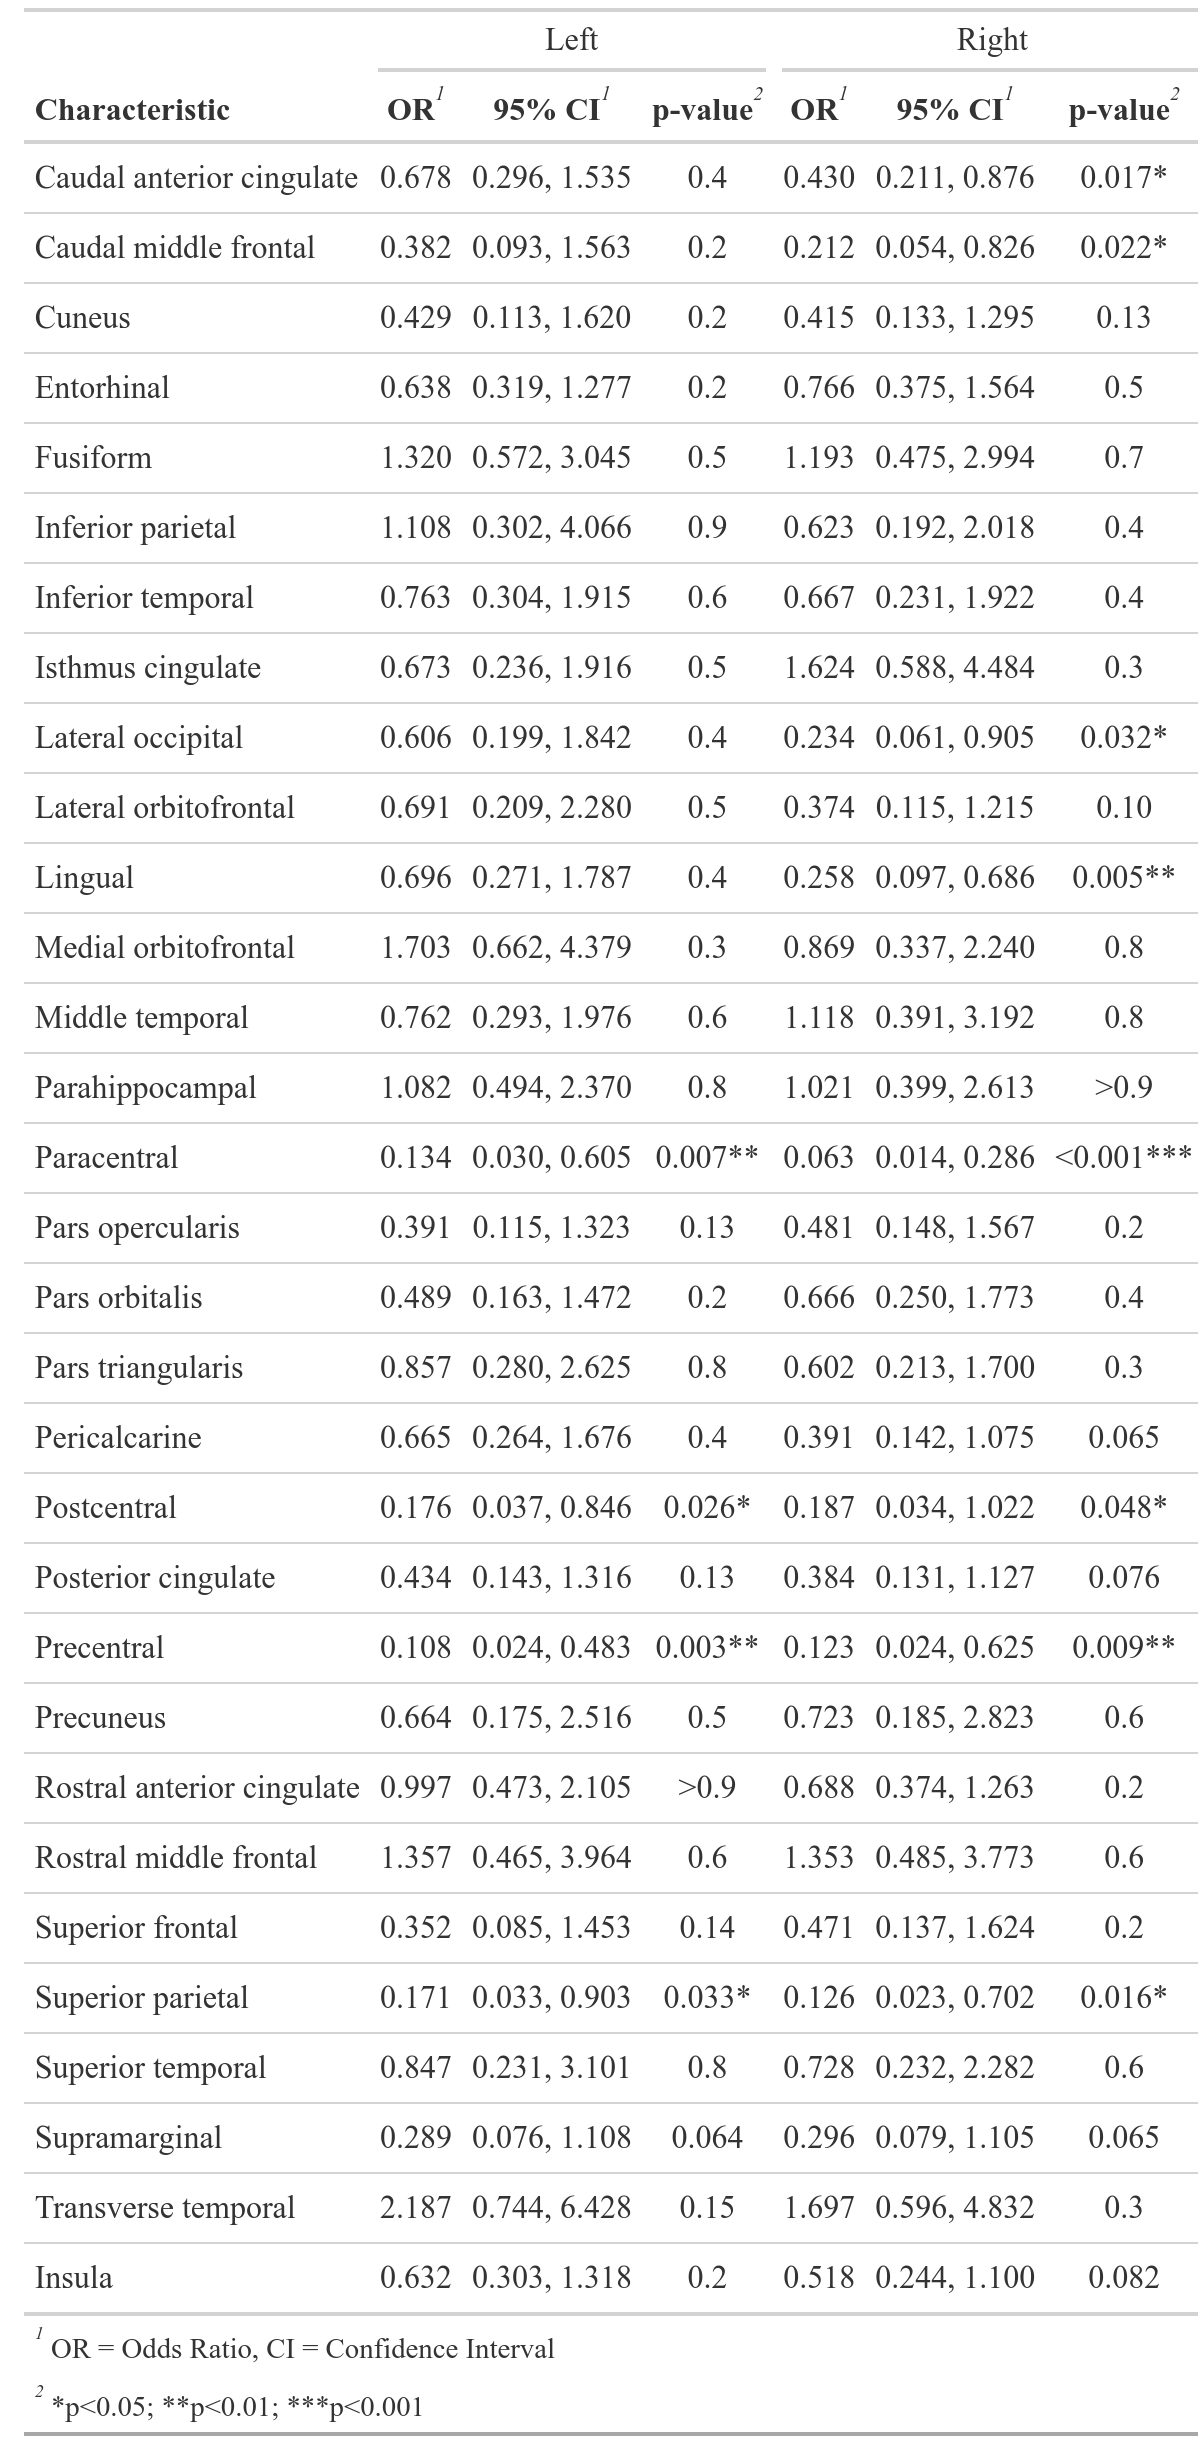 Left Right
Characteristic OR1 95% CI1 p-value2 OR1 95% CI1 p-value2
Caudal anterior cingulate 0.678 0.296, 1.535 0.4 0.430 0.211, 0.876 0.017*
Caudal middle frontal 0.382 0.093, 1.563 0.2 0.212 0.054, 0.826 0.022*
Cuneus 0.429 0.113, 1.620 0.2 0.415 0.133, 1.295 0.13
Entorhinal 0.638 0.319, 1.277 0.2 0.766 0.375, 1.564 0.5
Fusiform 1.320 0.572, 3.045 0.5 1.193 0.475, 2.994 0.7
Inferior parietal 1.108 0.302, 4.066 0.9 0.623 0.192, 2.018 0.4
Inferior temporal 0.763 0.304, 1.915 0.6 0.667 0.231, 1.922 0.4
Isthmus cingulate 0.673 0.236, 1.916 0.5 1.624 0.588, 4.484 0.3
Lateral occipital 0.606 0.199, 1.842 0.4 0.234 0.061, 0.905 0.032*
Lateral orbitofrontal 0.691 0.209, 2.280 0.5 0.374 0.115, 1.215 0.10
Lingual 0.696 0.271, 1.787 0.4 0.258 0.097, 0.686 0.005**
Medial orbitofrontal 1.703 0.662, 4.379 0.3 0.869 0.337, 2.240 0.8
Middle temporal 0.762 0.293, 1.976 0.6 1.118 0.391, 3.192 0.8
Parahippocampal 1.082 0.494, 2.370 0.8 1.021 0.399, 2.613 >0.9
Paracentral 0.134 0.030, 0.605 0.007** 0.063 0.014, 0.286 <0.001***
Pars opercularis 0.391 0.115, 1.323 0.13 0.481 0.148, 1.567 0.2
Pars orbitalis 0.489 0.163, 1.472 0.2 0.666 0.250, 1.773 0.4
Pars triangularis 0.857 0.280, 2.625 0.8 0.602 0.213, 1.700 0.3
Pericalcarine 0.665 0.264, 1.676 0.4 0.391 0.142, 1.075 0.065
Postcentral 0.176 0.037, 0.846 0.026* 0.187 0.034, 1.022 0.048*
Posterior cingulate 0.434 0.143, 1.316 0.13 0.384 0.131, 1.127 0.076
Precentral 0.108 0.024, 0.483 0.003** 0.123 0.024, 0.625 0.009**
Precuneus 0.664 0.175, 2.516 0.5 0.723 0.185, 2.823 0.6
Rostral anterior cingulate 0.997 0.473, 2.105 >0.9 0.688 0.374, 1.263 0.2
Rostral middle frontal 1.357 0.465, 3.964 0.6 1.353 0.485, 3.773 0.6
Superior frontal 0.352 0.085, 1.453 0.14 0.471 0.137, 1.624 0.2
Superior parietal 0.171 0.033, 0.903 0.033* 0.126 0.023, 0.702 0.016*
Superior temporal 0.847 0.231, 3.101 0.8 0.728 0.232, 2.282 0.6
Supramarginal 0.289 0.076, 1.108 0.064 0.296 0.079, 1.105 0.065
Transverse temporal 2.187 0.744, 6.428 0.15 1.697 0.596, 4.832 0.3
Insula 0.632 0.303, 1.318 0.2 0.518 0.244, 1.100 0.082
1 OR = Odds Ratio, CI = Confidence Interval
2 *p<0.05; **p<0.01; ***p<0.001